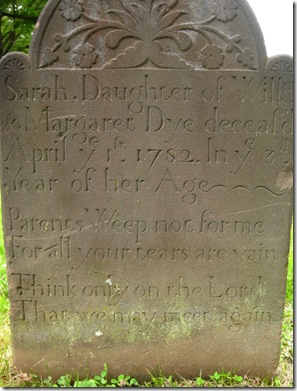 Sarah. Daughter of Will.m
& Margaret Dye deceas'd
April yᵉ 1ˢᵗ 1782. In yᵉ 3ᵈ
Year of her Age
Parents Weep not for me
For all your tears are vain
Think only on the Lord
That we may meet again